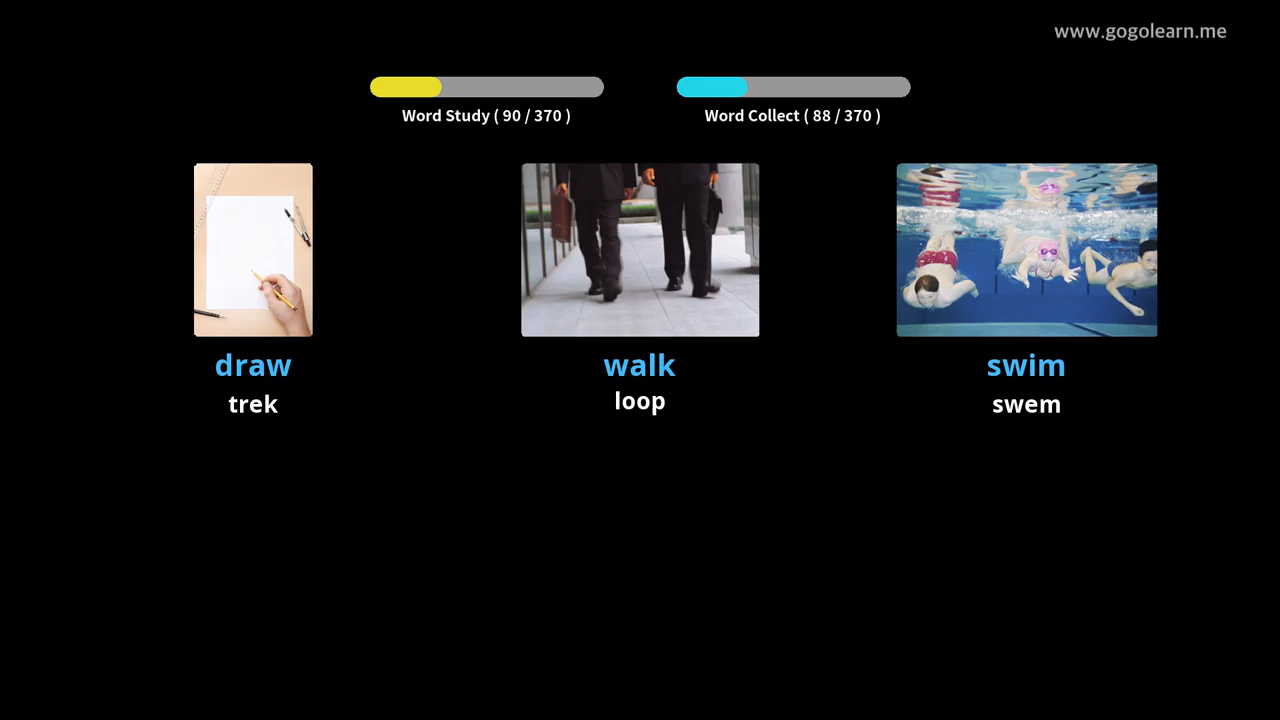 www.gogolearn.me
Word Study ( 90 / 370 )
Word Collect ( 88 / 370 )
draw
trek
walk
loop
swim
swem